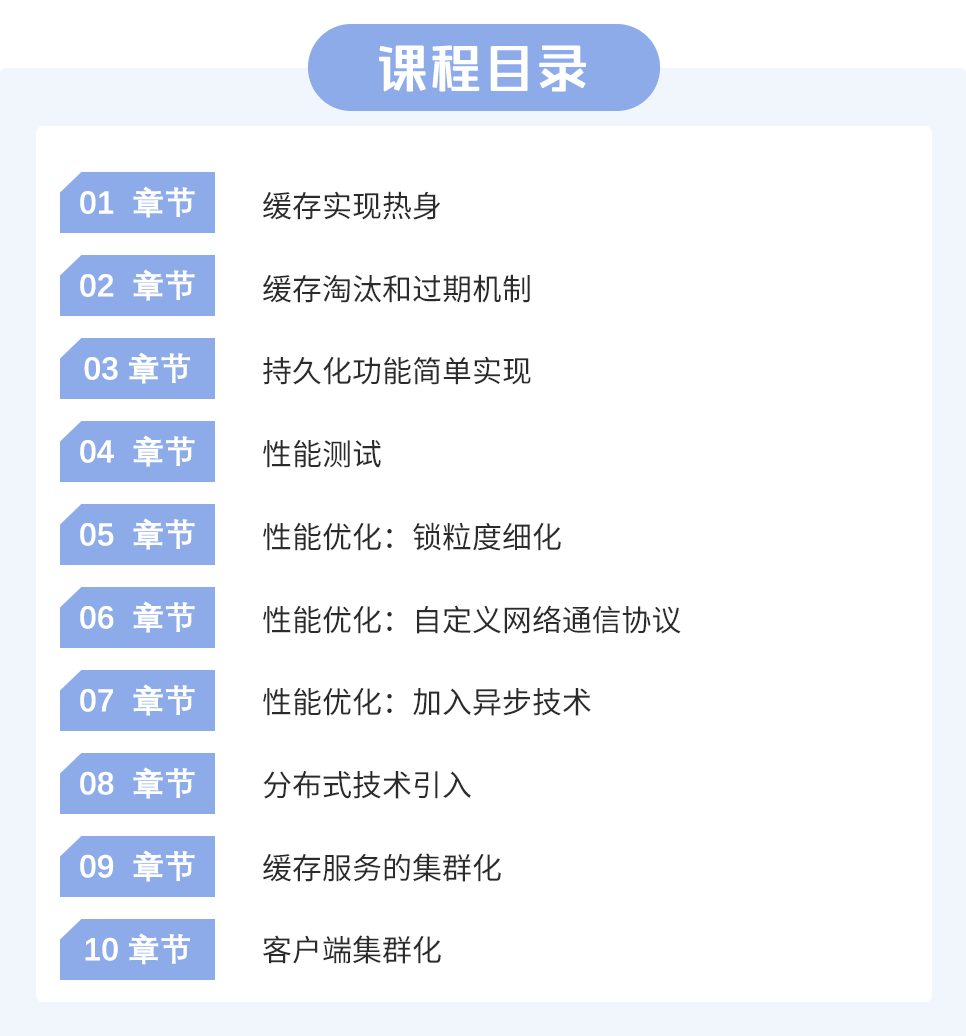 课程目录
01 章节 缓存实现热身
02 章节 缓存淘汰和过期机制
03 章节 持久化功能简单实现
04 章节 性能测试
05 章节 性能优化：锁粒度细化
06 章节 性能优化：自定义网络通信协议
07 章节 性能优化：加入异步技术
08 章节 分布式技术引入
09 章节 缓存服务的集群化
10 章节 客户端集群化